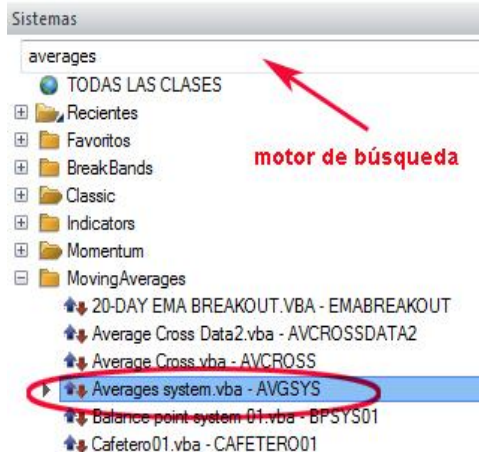 Sistemas
averages
TODAS LAS CLASES
Recientes
motor de búsqueda
Favoritos
BreakBands
Classic
Indicators
Momentum
MovingAverages
20-DAY EMA BREAKOUT.VBA - EMABREAKOUT
Average Cross Data2.vba - AVCROSSDATA2
Average Cross.vba - AVCROSS
Averages system.vba - AVGSYS
Balance point system 01.vba - BPSYS01
Cafetero01.vba - CAFETERO01